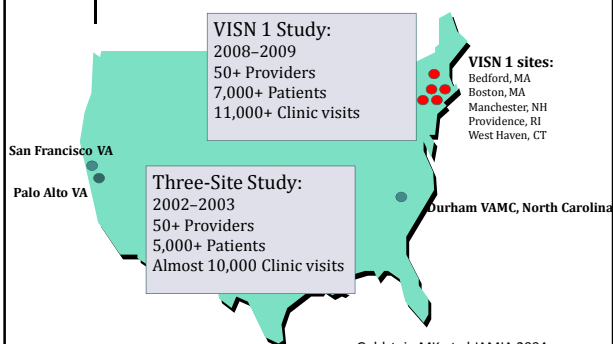 VISN 1 Study:
2008–2009
50+ Providers
7,000+ Patients
11,000+ Clinic visits
VISN 1 sites:
Bedford, MA
Boston, MA
Manchester, NH
Providence, RI
West Haven, CT
San Francisco VA
Palo Alto VA
Three-Site Study:
2002–2003
50+ Providers
5,000+ Patients
Almost 10,000 Clinic visits
Durham VAMC, North Carolina